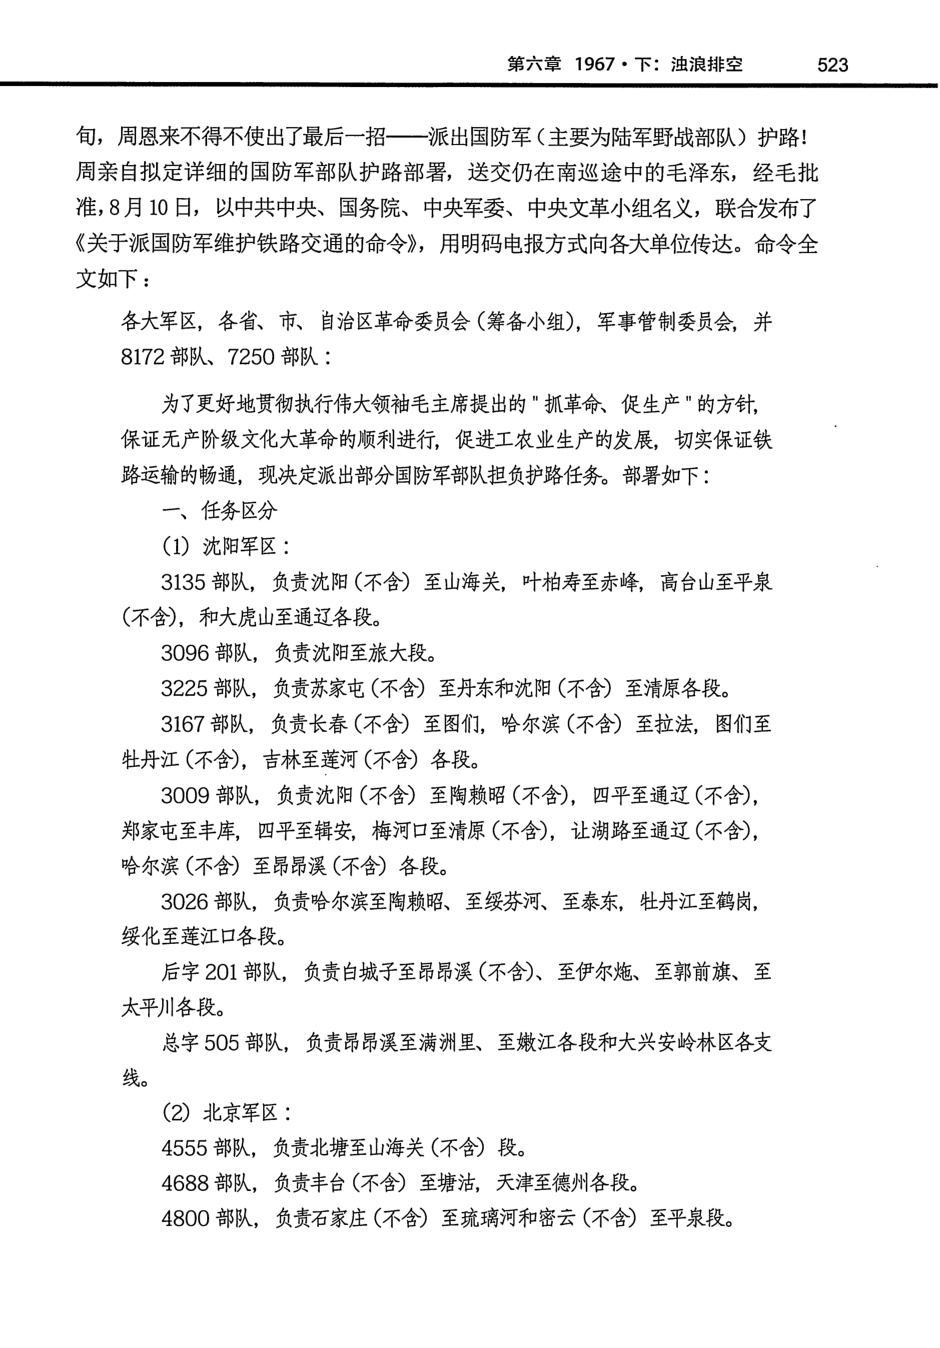 第六章 1967·下：浊浪排空 523
旬，周恩来不得不使出了最后一招——派出国防军（主要为陆军野战部队）护路！
周亲自拟定详细的国防军部队护路部署，送交仍在南巡途中的毛泽东，经毛批
准，8月10日，以中共中央、国务院、中央军委、中央文革小组名义，联合发布了
《关于派国防军维护铁路交通的命令》，用明码电报方式向各大单位传达。命令全
文如下：
各大军区，各省、市、自治区革命委员会（筹备小组），军事管制委员会，并
8172部队、7250部队：
为了更好地贯彻执行伟大领袖毛主席提出的"抓革命、促生产"的方针，
保证无产阶级文化大革命的顺利进行，促进工农业生产的发展，切实保证铁
路运输的畅通，现决定派出部分国防军部队担负护路任务。部署如下：
一、任务区分
（1）沈阳军区：
3135部队，负责沈阳（不含）至山海关，叶柏寿至赤峰，高台山至平泉
（不含），和大虎山至通辽各段。
3096部队，负责沈阳至旅大段。
3225部队，负责苏家屯（不含）至丹东和沈阳（不含）至清原各段。
3167部队，负责长春（不含）至图们，哈尔滨（不含）至拉法，图们至
牡丹江（不含），吉林至莲河（不含）各段。
3009部队，负责沈阳（不含）至陶赖昭（不含），四平至通辽（不含），
郑家屯至丰库，四平至辑安，梅河口至清原（不含），让湖路至通辽（不含），
哈尔滨（不含）至昂昂溪（不含）各段。
3026部队，负责哈尔滨至陶赖昭、至绥芬河、至泰东，牡丹江至鹤岗，
绥化至莲江口各段。
后字201部队，负责白城子至昂昂溪（不含）、至伊尔施、至郭前旗、至
太平川各段。
总字505部队，负责昂昂溪至满洲里、至嫩江各段和大兴安岭林区各支
线。
（2）北京军区：
4555部队，负责北塘至山海关（不含）段。
4688部队，负责丰台（不含）至塘沽，天津至德州各段。
4800部队，负责石家庄（不含）至琉璃河和密云（不含）至平泉段。